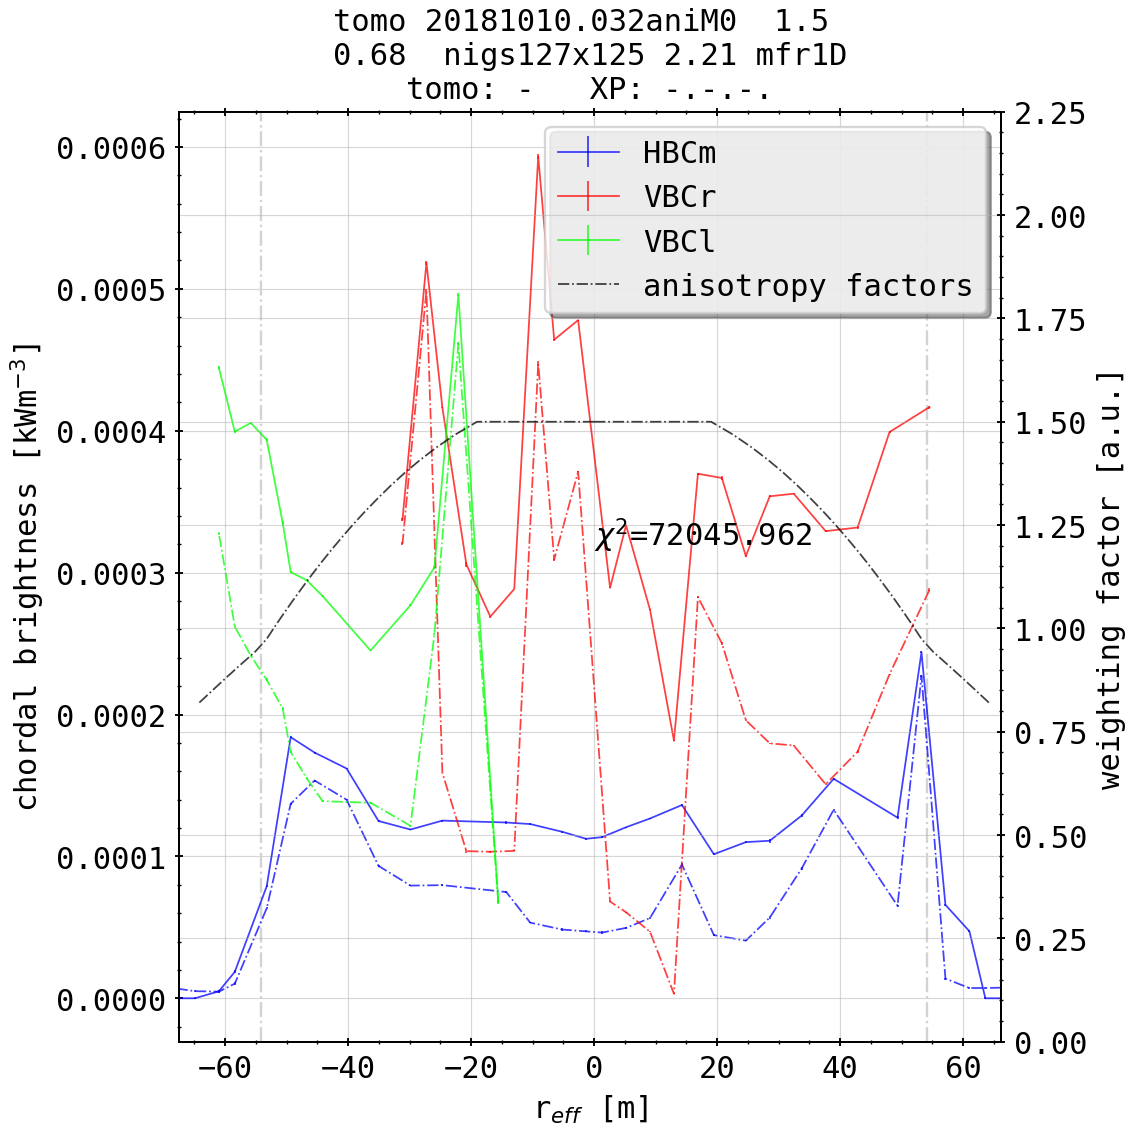 tomo 20181010.032aniM0  1.5
0.68  nigs127x125 2.21 mfr1D
tomo: -   XP: -.-.-.
HBCm
VBCr
VBCl
anisotropy factors
χ²=72045.962
chordal brightness [kWm⁻³]
0.0006
0.0005
0.0004
0.0003
0.0002
0.0001
0.0000
2.25
2.00
1.75
1.50
1.25
1.00
0.75
0.50
0.25
0.00
weighting factor [a.u.]
−60 −40 −20 0 20 40 60
r_eff [m]